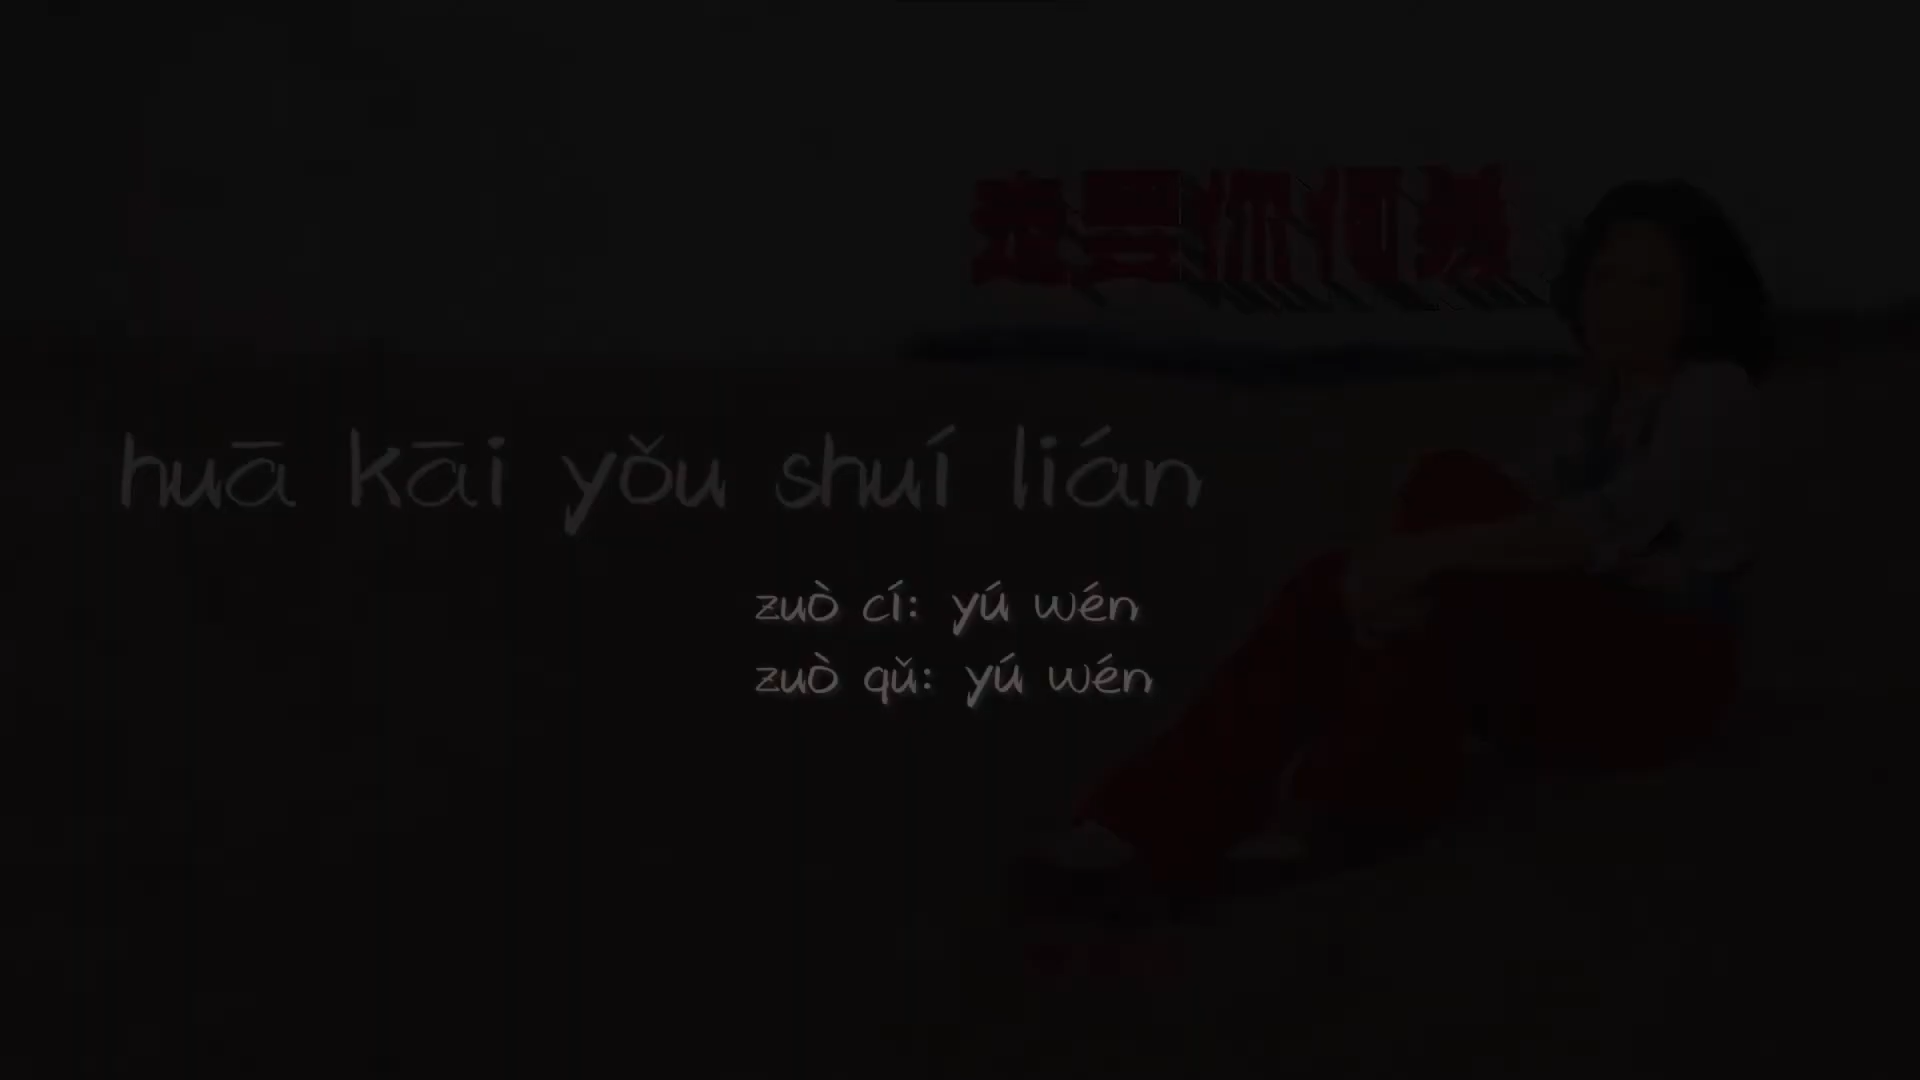 huā kāi yǒu shuí lián
zuò cí: yú wén
zuò qǔ: yú wén